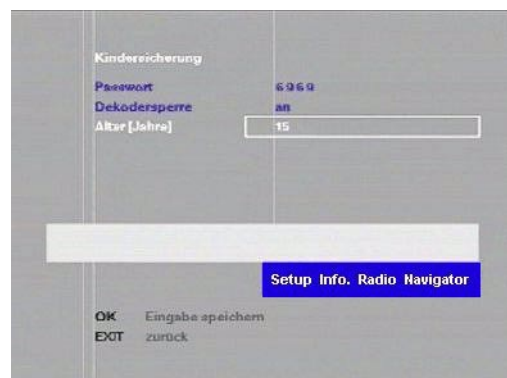 Kindersicherung
Passwort 6969
Dekodersperre an
Alter [Jahre] 15
Setup Info. Radio Navigator
OK Eingabe speichern
EXIT zurück